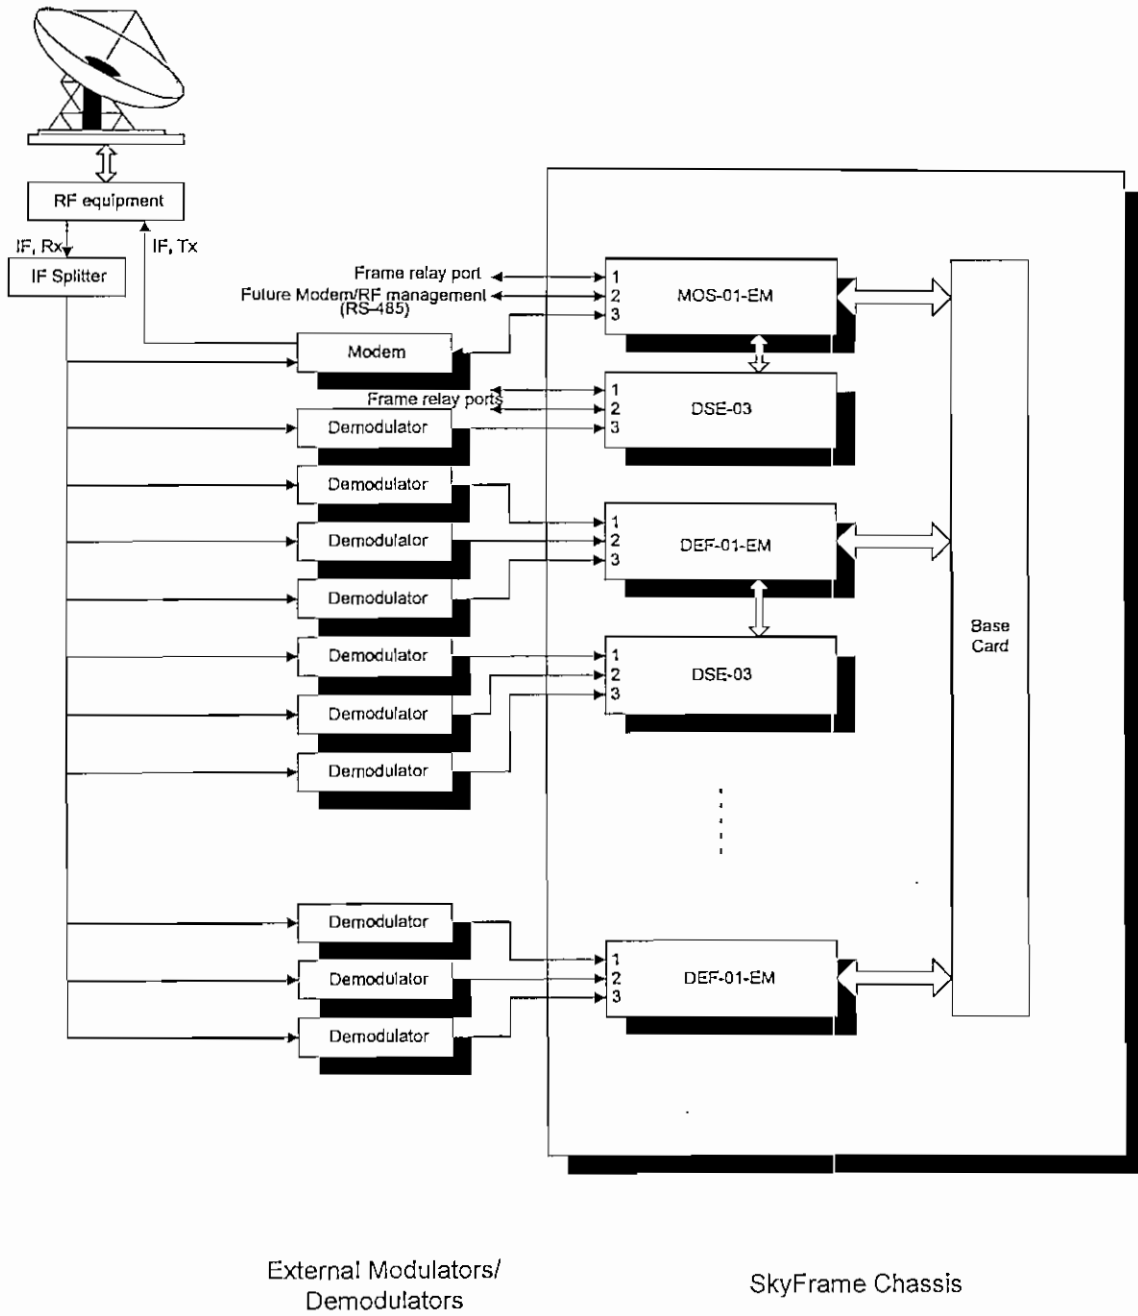 RF equipment
IF, Rx
IF, Tx
IF Splitter
Frame relay port
Future Modem/RF management
(RS-485)
Modem
1
2
3
MOS-01-EM
Frame relay ports
Demodulator
1
2
3
DSE-03
Demodulator
Demodulator
Demodulator
1
2
3
DEF-01-EM
Demodulator
Demodulator
Demodulator
1
2
3
DSE-03
Base
Card
Demodulator
Demodulator
Demodulator
1
2
3
DEF-01-EM
External Modulators/
Demodulators
SkyFrame Chassis